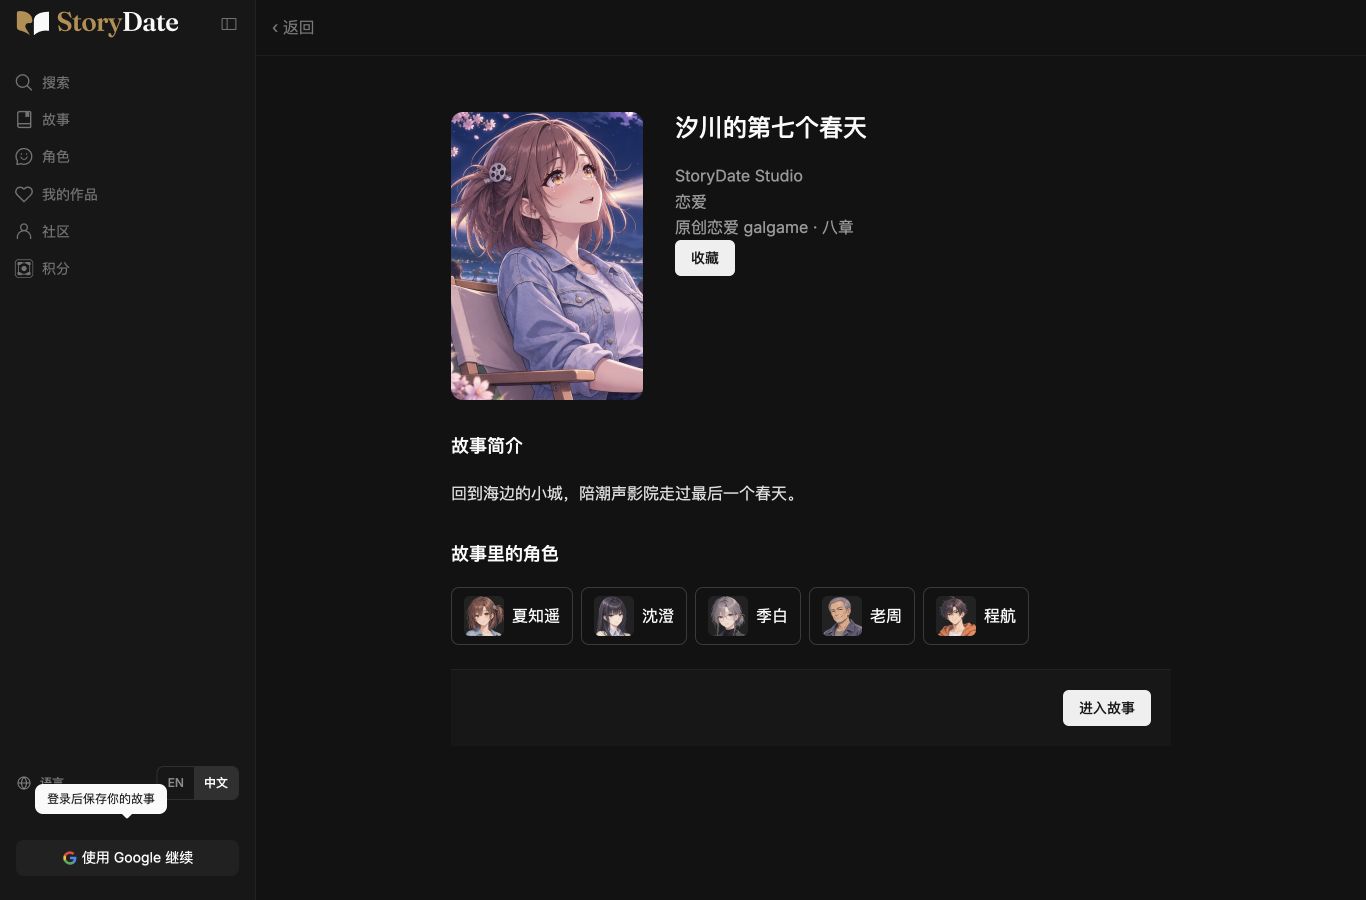 StoryDate
搜索
故事
角色
我的作品
社区
积分
语言
EN
中文
登录后保存你的故事
使用 Google 继续
‹ 返回
汐川的第七个春天
StoryDate Studio
恋爱
原创恋爱 galgame · 八章
收藏
故事简介
回到海边的小城，陪潮声影院走过最后一个春天。
故事里的角色
夏知遥
沈澄
季白
老周
程航
进入故事